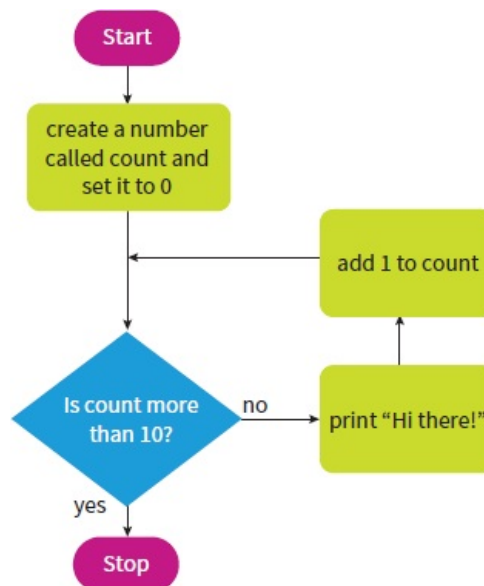 Start
create a number
called count and
set it to 0
add 1 to count
Is count more
than 10?
no
print “Hi there!”
yes
Stop